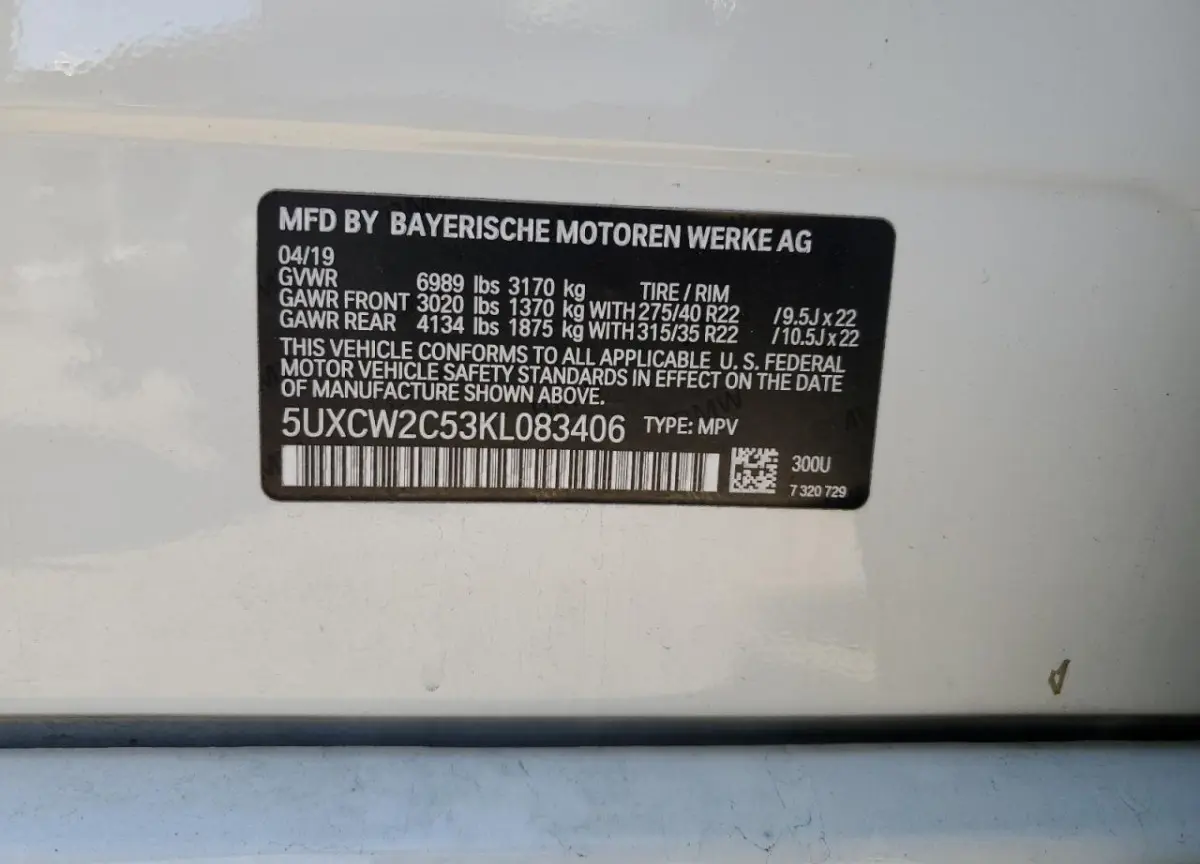 MFD BY BAYERISCHE MOTOREN WERKE AG
04/19
GVWR 6989 lbs 3170 kg TIRE / RIM
GAWR FRONT 3020 lbs 1370 kg WITH 275/40 R22 /9.5J x 22
GAWR REAR 4134 lbs 1875 kg WITH 315/35 R22 /10.5J x 22
THIS VEHICLE CONFORMS TO ALL APPLICABLE U. S. FEDERAL
MOTOR VEHICLE SAFETY STANDARDS IN EFFECT ON THE DATE
OF MANUFACTURE SHOWN ABOVE.
5UXCW2C53KL083406 TYPE: MPV
300U
7 320 729